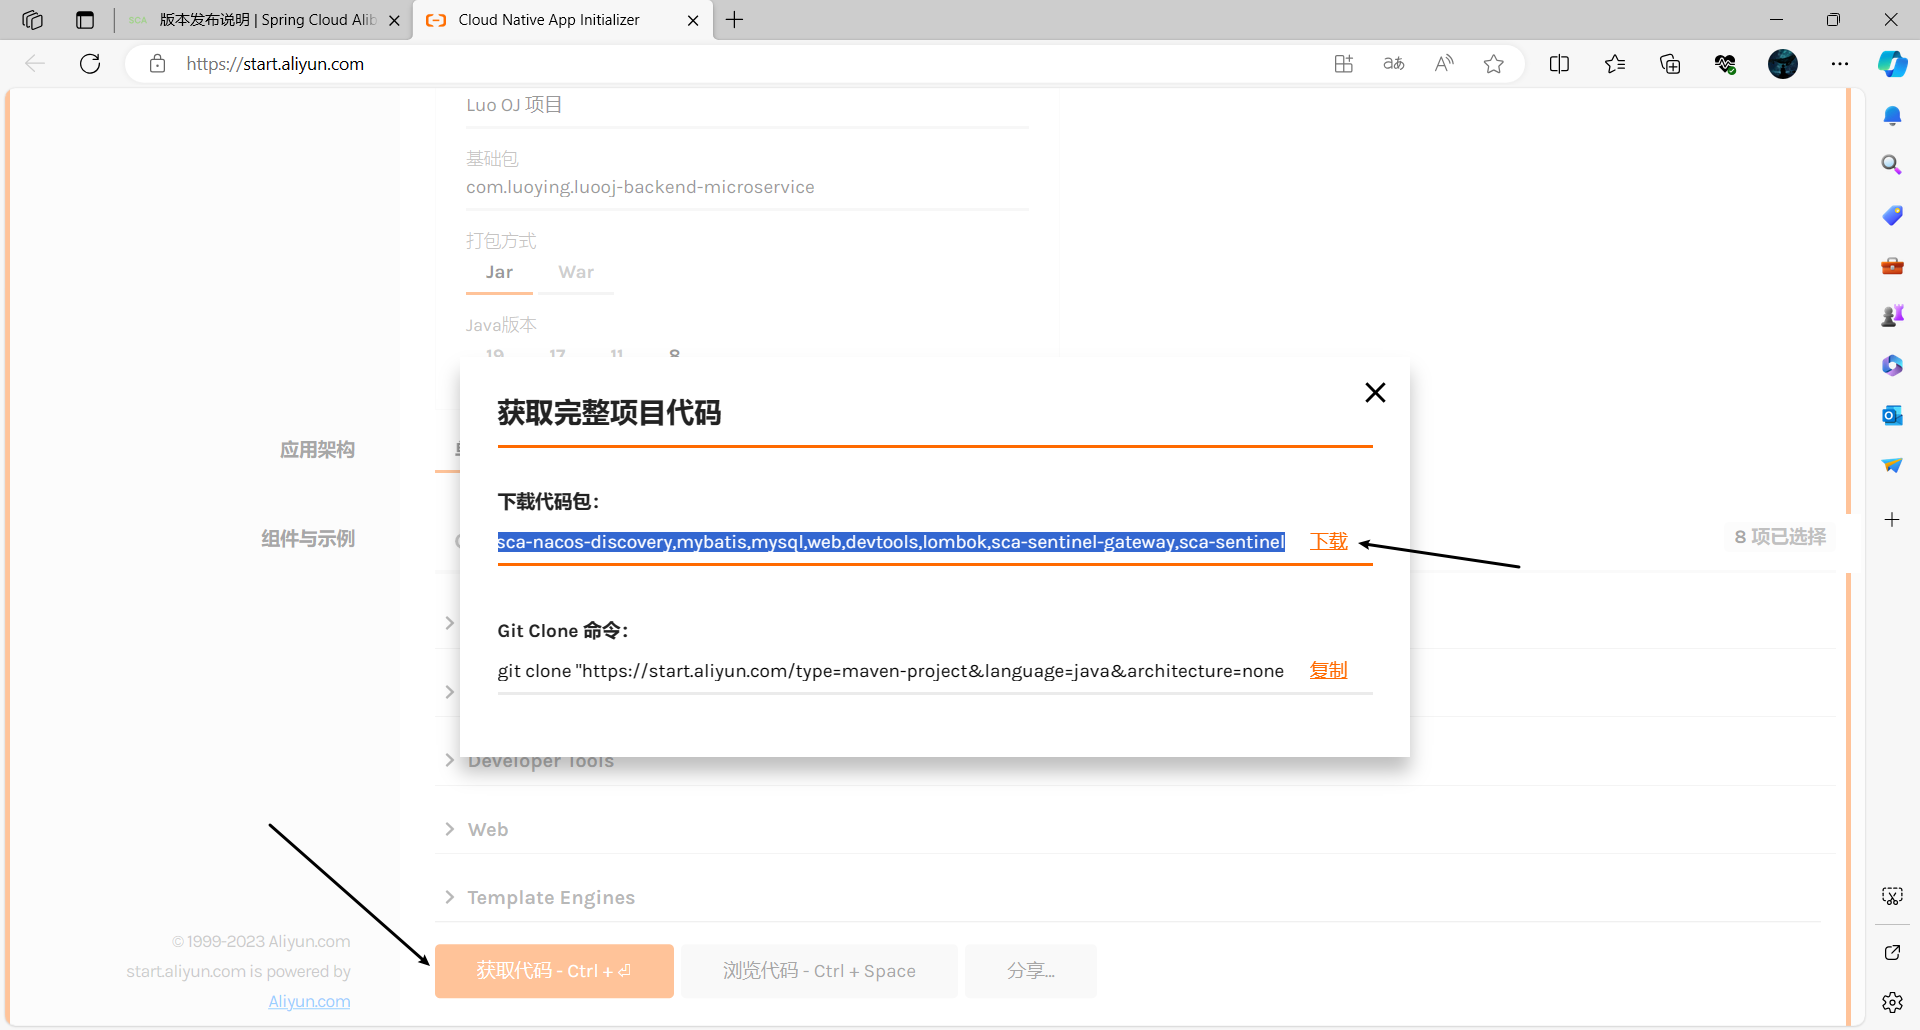 SCA 版本发布说明 | Spring Cloud Alib
Cloud Native App Initializer
https://start.aliyun.com
Luo OJ 项目
基础包
com.luoying.luooj-backend-microservice
打包方式
Jar War
Java版本
19 17 11 8
获取完整项目代码
应用架构
下载代码包：
组件与示例
sca-nacos-discovery,mybatis,mysql,web,devtools,lombok,sca-sentinel-gateway,sca-sentinel 下载
8 项已选择
Git Clone 命令：
git clone "https://start.aliyun.com/type=maven-project&language=java&architecture=none 复制
Developer Tools
Web
Template Engines
© 1999-2023 Aliyun.com
start.aliyun.com is powered by
Aliyun.com
获取代码 - Ctrl + ⏎ 浏览代码 - Ctrl + Space 分享...